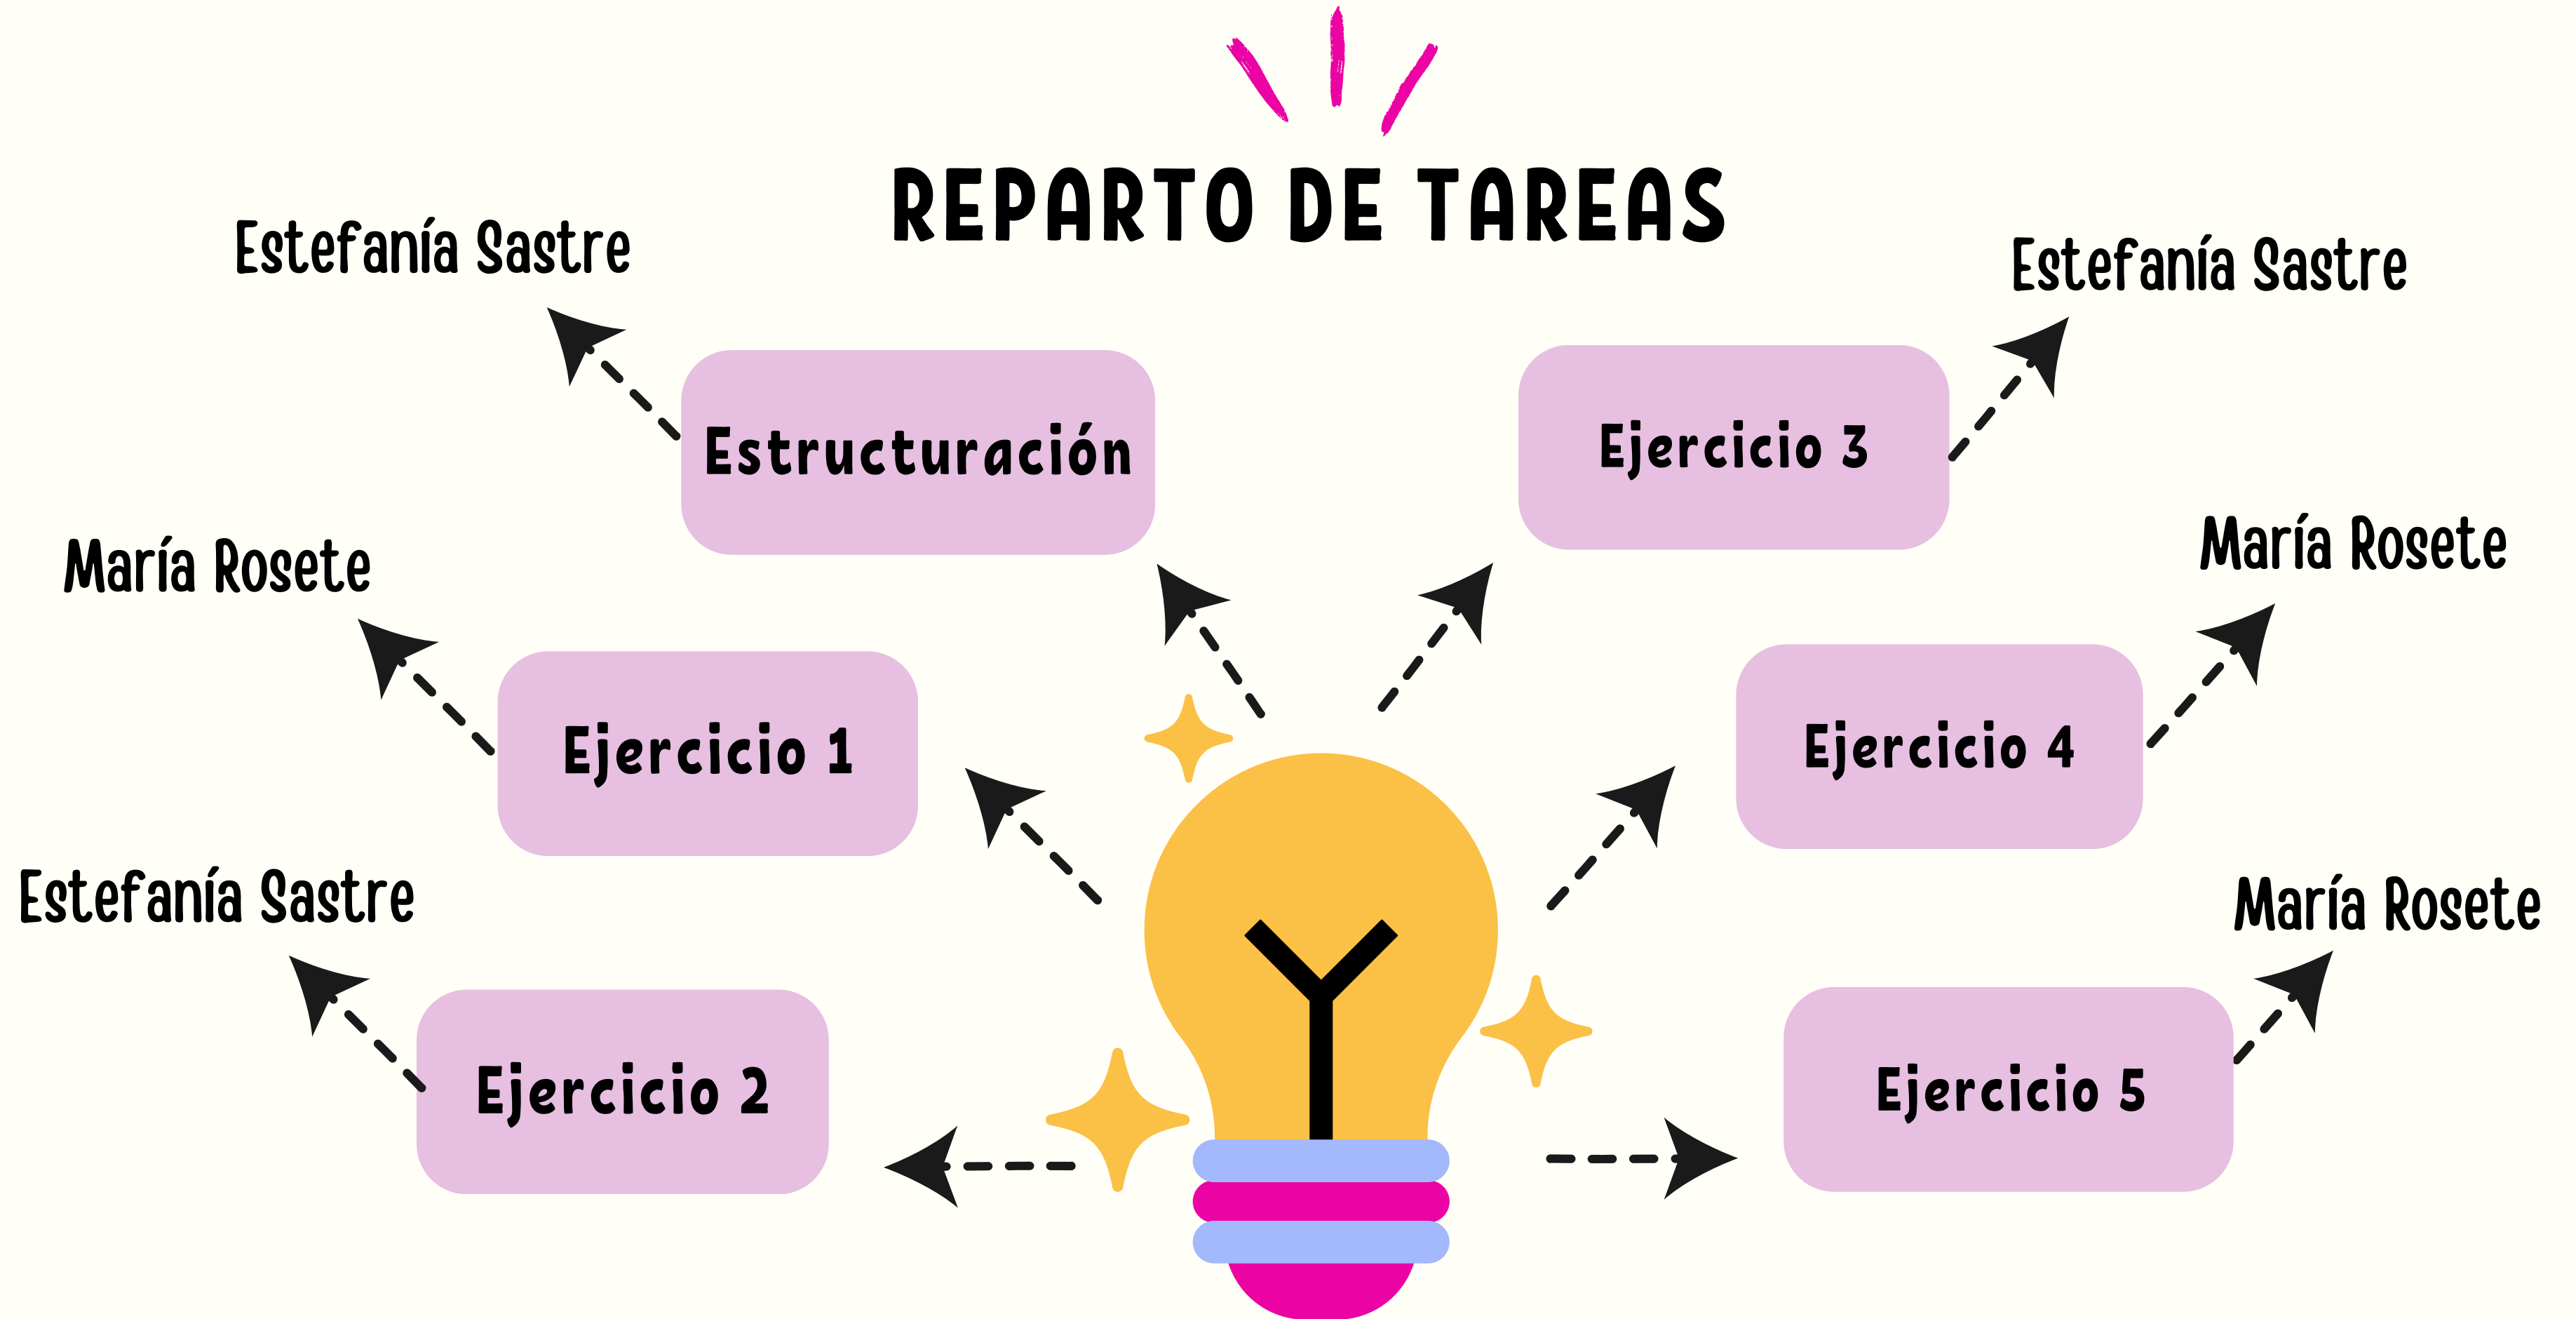 REPARTO DE TAREAS
Estefanía Sastre
Estructuración
María Rosete
Ejercicio 1
Estefanía Sastre
Ejercicio 2
Estefanía Sastre
Ejercicio 3
María Rosete
Ejercicio 4
María Rosete
Ejercicio 5